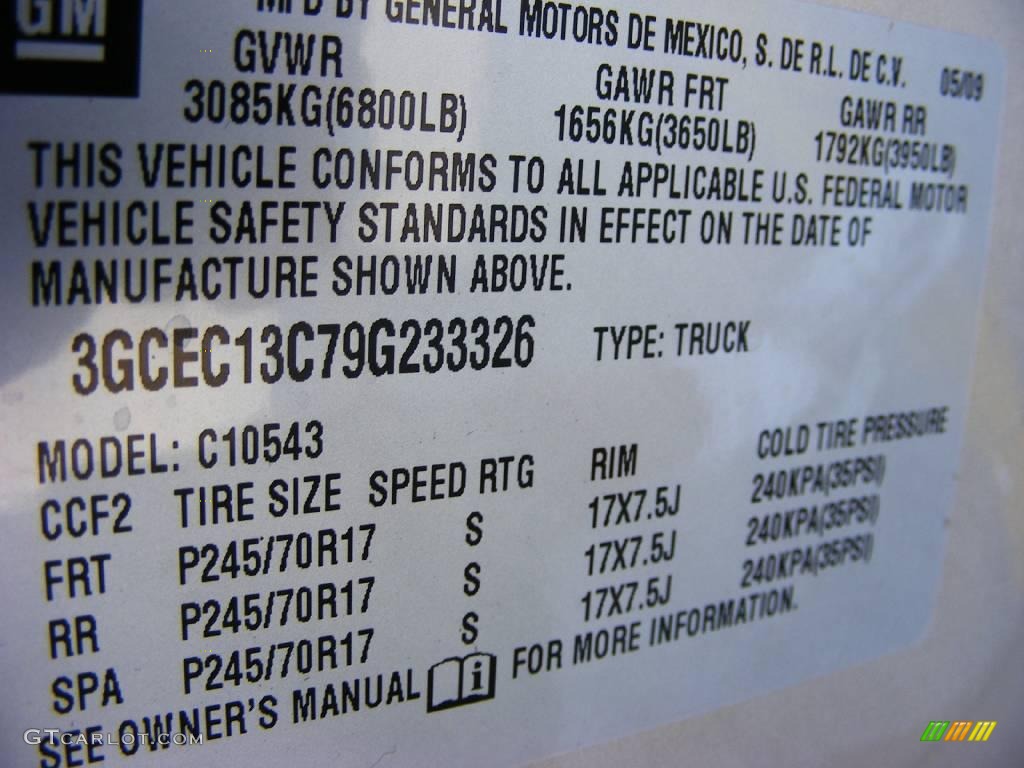 GM
MFD BY GENERAL MOTORS DE MEXICO, S. DE R.L. DE C.V. 05/09
GVWR GAWR FRT GAWR RR
3085KG(6800LB) 1656KG(3650LB) 1792KG(3950LB)
THIS VEHICLE CONFORMS TO ALL APPLICABLE U.S. FEDERAL MOTOR
VEHICLE SAFETY STANDARDS IN EFFECT ON THE DATE OF
MANUFACTURE SHOWN ABOVE.
3GCEC13C79G233326 TYPE: TRUCK
MODEL: C10543
CCF2 TIRE SIZE SPEED RTG RIM COLD TIRE PRESSURE
FRT P245/70R17 S 17X7.5J 240KPA(35PSI)
RR P245/70R17 S 17X7.5J 240KPA(35PSI)
SPA P245/70R17 S 17X7.5J 240KPA(35PSI)
SEE OWNER'S MANUAL i FOR MORE INFORMATION.
GTcarlot.com